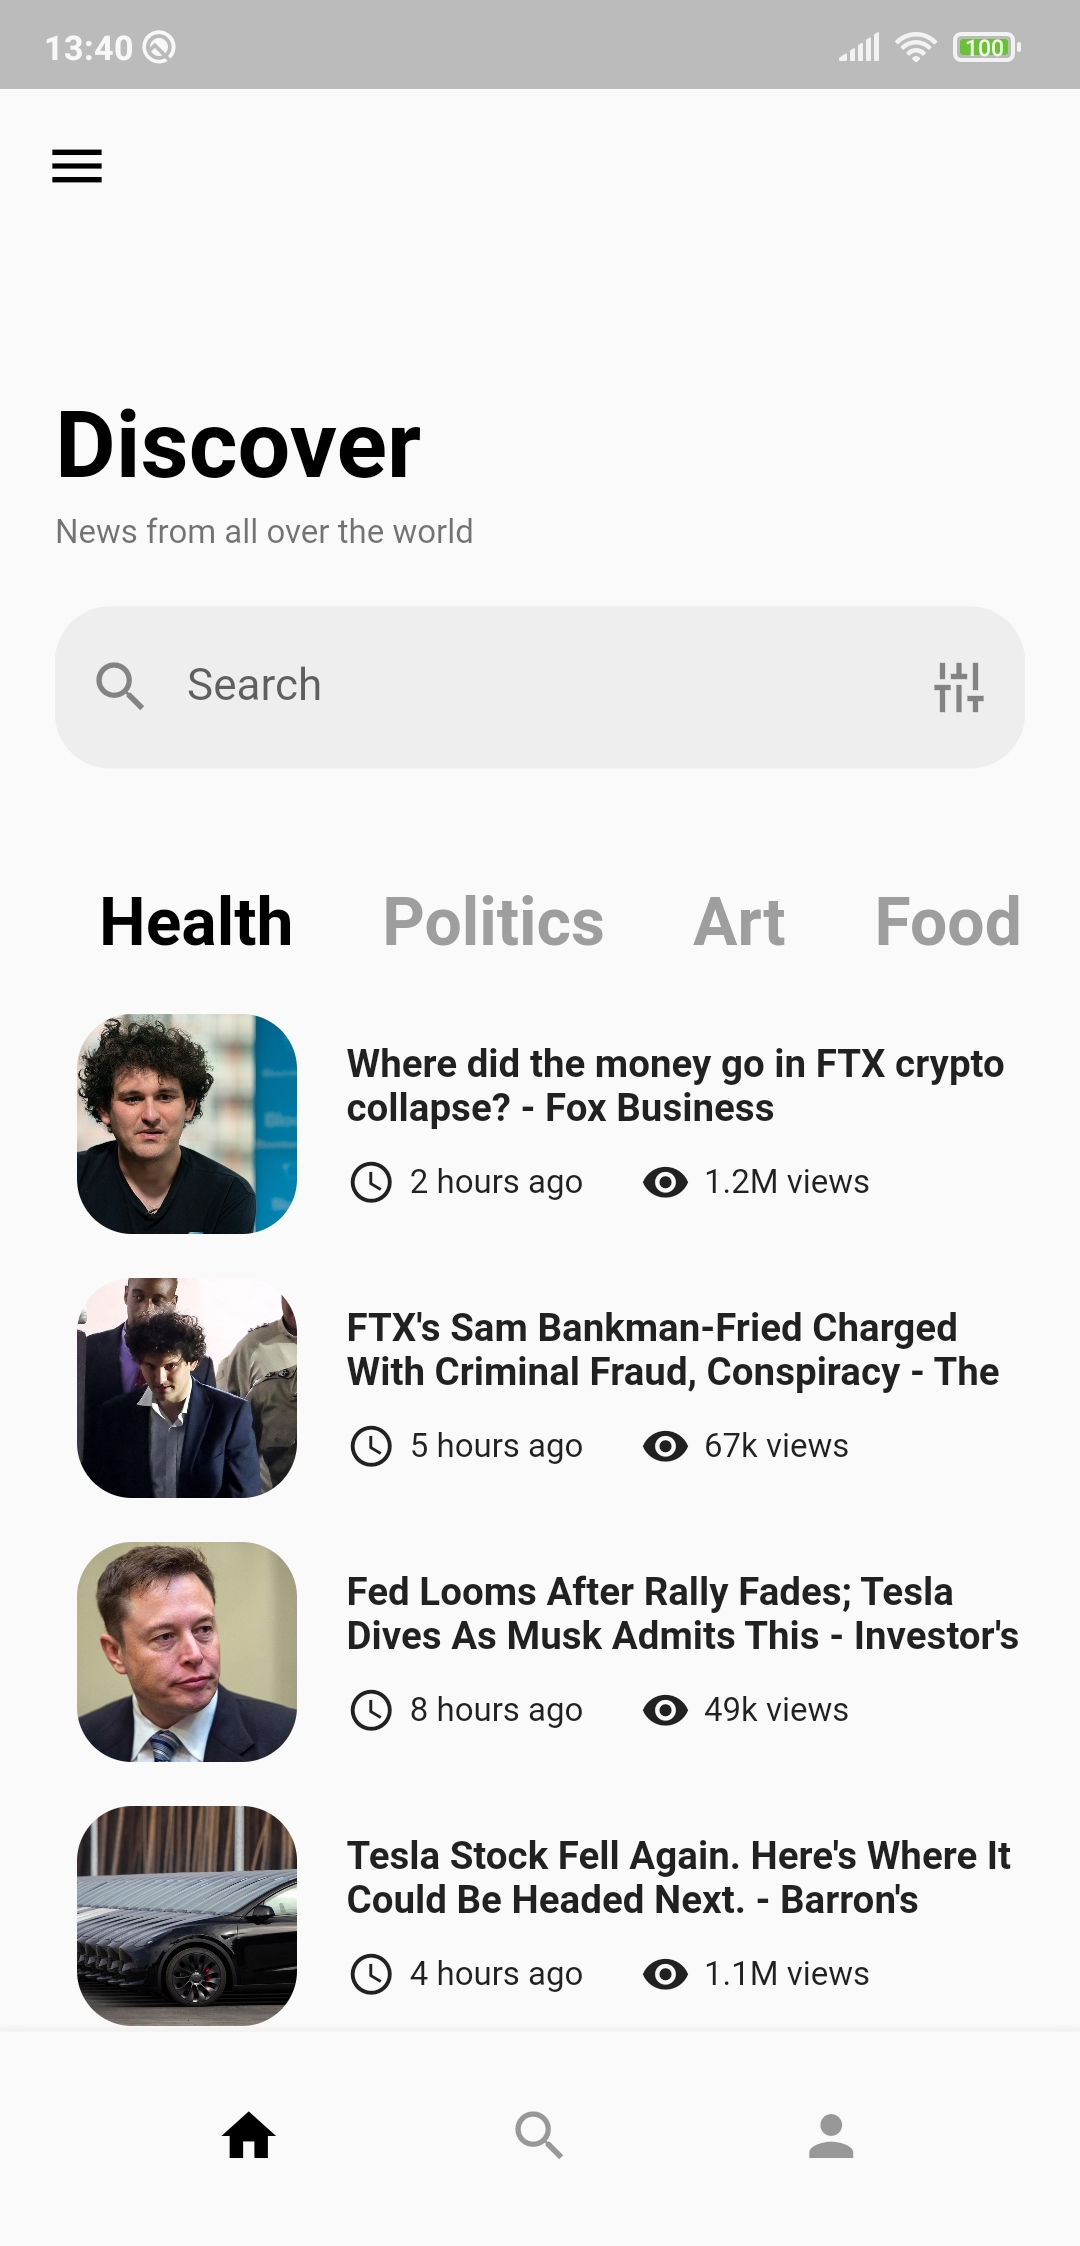 13:40
100
Discover
News from all over the world
Search
Health Politics Art Food
Where did the money go in FTX crypto
collapse? - Fox Business
2 hours ago 1.2M views
FTX's Sam Bankman-Fried Charged
With Criminal Fraud, Conspiracy - The
5 hours ago 67k views
Fed Looms After Rally Fades; Tesla
Dives As Musk Admits This - Investor's
8 hours ago 49k views
Tesla Stock Fell Again. Here's Where It
Could Be Headed Next. - Barron's
4 hours ago 1.1M views